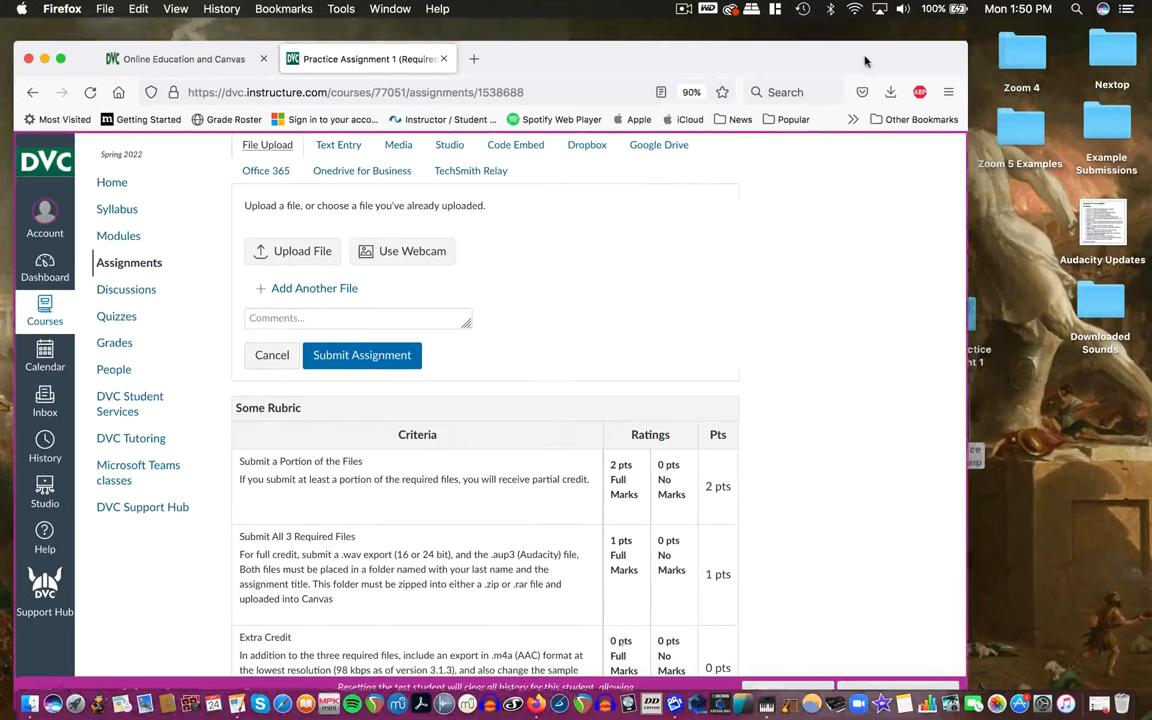 Firefox File Edit View History Bookmarks Tools Window Help
100% Mon 1:50 PM
DVC Online Education and Canvas
DVC Practice Assignment 1 (Required
https://dvc.instructure.com/courses/77051/assignments/1538688
90%
Search
ABP
Most Visited
Getting Started
Grade Roster
Sign in to your acco...
Instructor / Student ...
Spotify Web Player
Apple
iCloud
News
Popular
Other Bookmarks
DVC
Account
Dashboard
Courses
Calendar
Inbox
History
Studio
Help
DVC
Support Hub
Spring 2022
Home
Syllabus
Modules
Assignments
Discussions
Quizzes
Grades
People
DVC Student
Services
DVC Tutoring
Microsoft Teams
classes
DVC Support Hub
File Upload Text Entry Media Studio Code Embed Dropbox Google Drive
Office 365 Onedrive for Business TechSmith Relay
Upload a file, or choose a file you've already uploaded.
Upload File Use Webcam
+ Add Another File
Comments...
Cancel Submit Assignment
Some Rubric
Criteria Ratings Pts
Submit a Portion of the Files
If you submit at least a portion of the required files, you will receive partial credit.
2 pts
Full
Marks
0 pts
No
Marks
2 pts
Submit All 3 Required Files
For full credit, submit a .wav export (16 or 24 bit), and the .aup3 (Audacity) file,
Both files must be placed in a folder named with your last name and the
assignment title. This folder must be zipped into either a .zip or .rar file and
uploaded into Canvas
1 pts
Full
Marks
0 pts
No
Marks
1 pts
Extra Credit
In addition to the three required files, include an export in .m4a (AAC) format at
the lowest resolution (98 kbps as of version 3.1.3), and also change the sample
0 pts
Full
Marks
0 pts
No
Marks
0 pts
Resetting the test student will clear all history for this student, allowing
Zoom 4
Nextop
Zoom 5 Examples
Example
Submissions
Audacity Updates
Downloaded
Sounds
ctice
nt 1